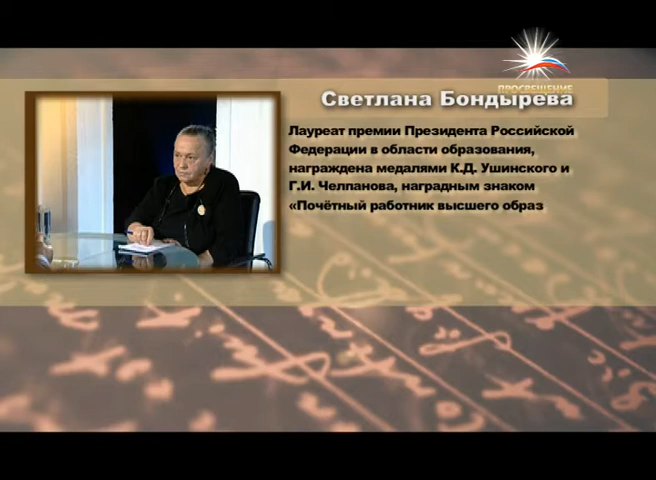 ПРОСВЕЩЕНИЕ
Светлана Бондырева
Лауреат премии Президента Российской
Федерации в области образования,
награждена медалями К.Д. Ушинского и
Г.И. Челпанова, наградным знаком
«Почётный работник высшего образ